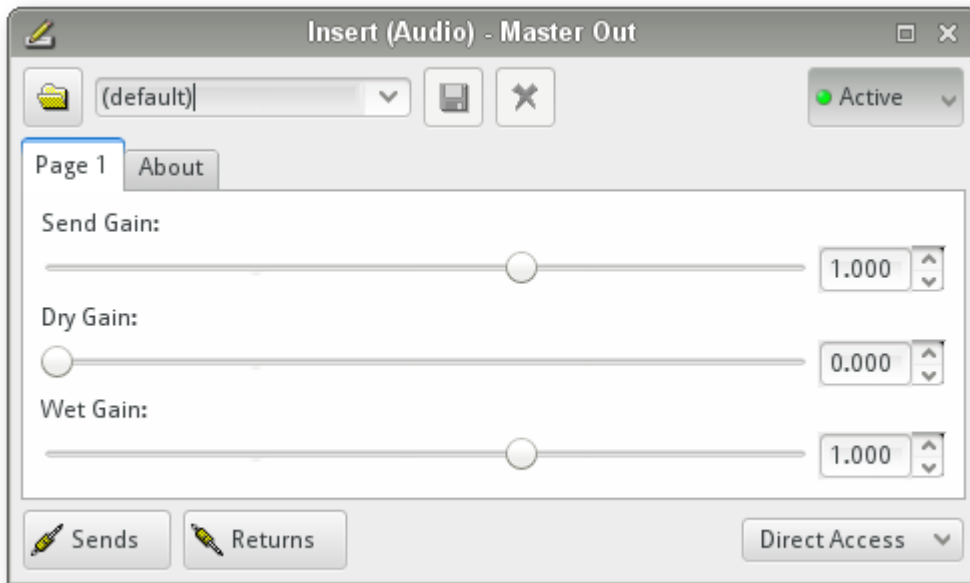 Insert (Audio) - Master Out
(default)
Active
Page 1
About
Send Gain:
1.000
Dry Gain:
0.000
Wet Gain:
1.000
Sends
Returns
Direct Access